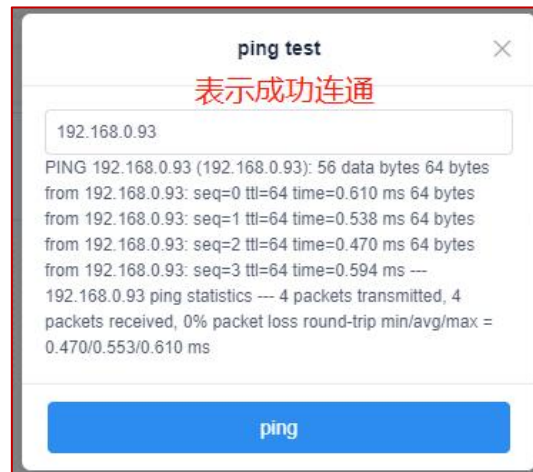 ping test
表示成功连通
192.168.0.93
PING 192.168.0.93 (192.168.0.93): 56 data bytes 64 bytes
from 192.168.0.93: seq=0 ttl=64 time=0.610 ms 64 bytes
from 192.168.0.93: seq=1 ttl=64 time=0.538 ms 64 bytes
from 192.168.0.93: seq=2 ttl=64 time=0.470 ms 64 bytes
from 192.168.0.93: seq=3 ttl=64 time=0.594 ms ---
192.168.0.93 ping statistics --- 4 packets transmitted, 4
packets received, 0% packet loss round-trip min/avg/max =
0.470/0.553/0.610 ms
ping